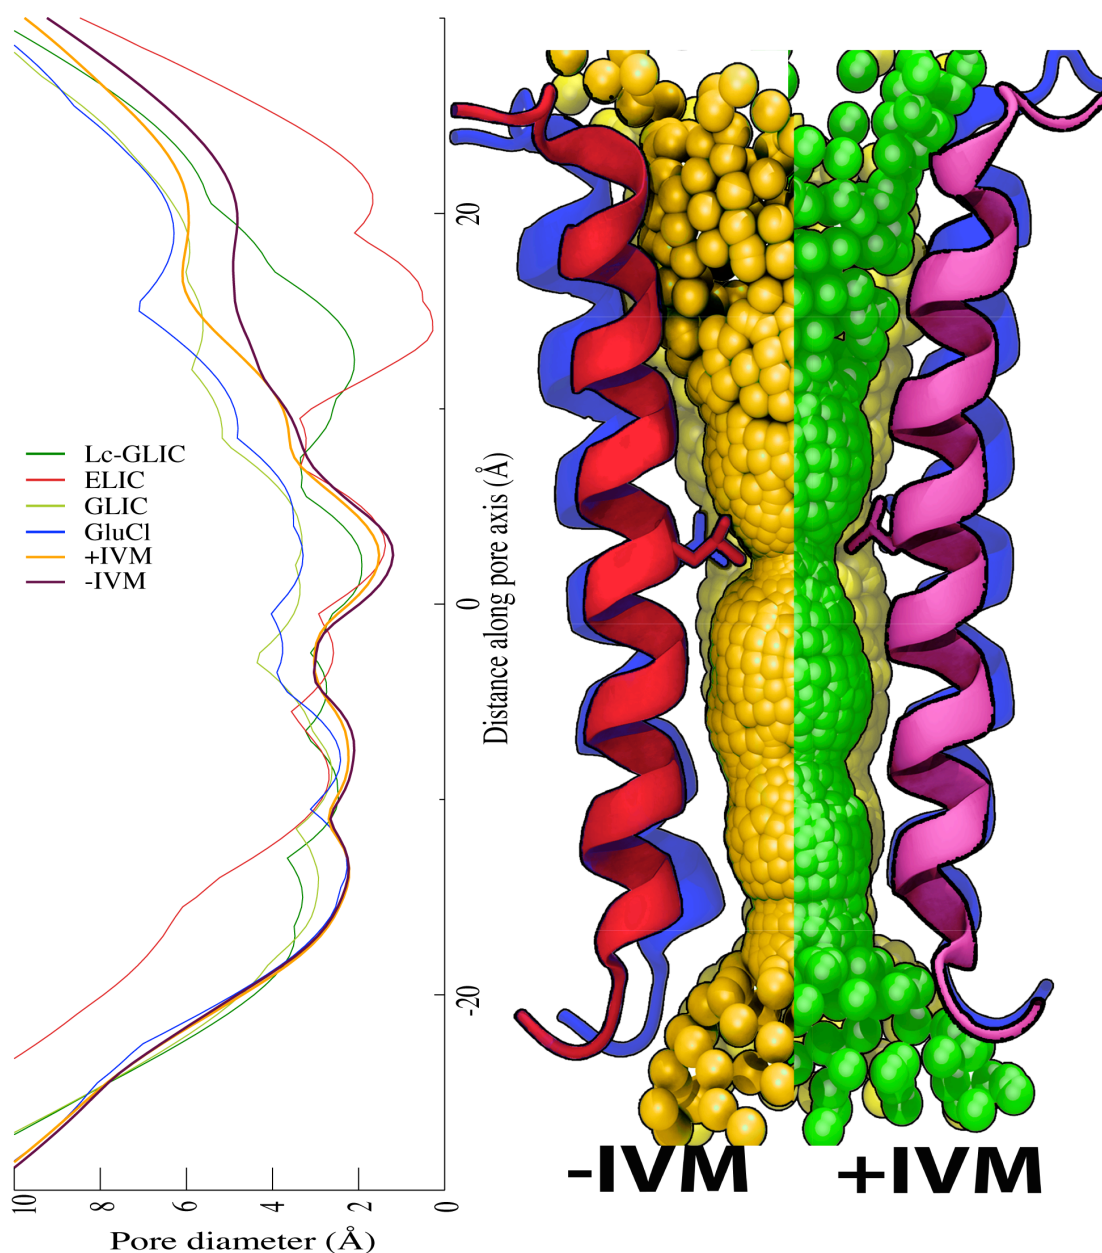 20
0
-20
Distance along pore axis (Å)
Lc-GLIC
ELIC
GLIC
GluCl
+IVM
-IVM
10
8
6
4
2
0
Pore diameter (Å)
-IVM
+IVM